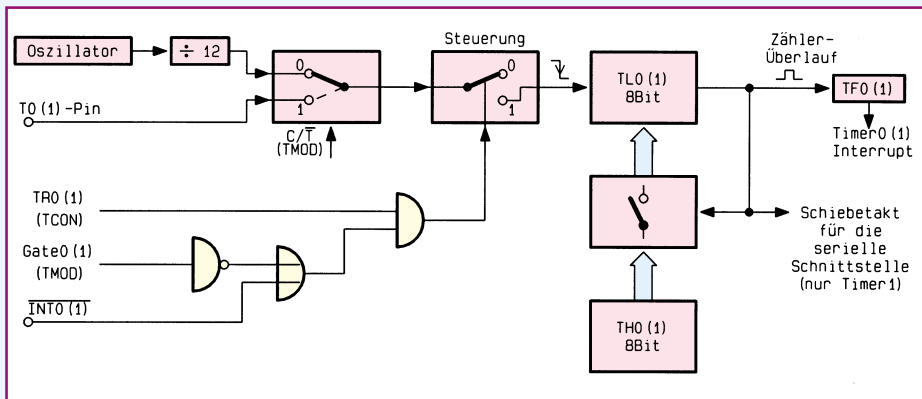 Oszillator
÷ 12
0
1
C/T̅
(TMOD)
T0(1)-Pin
Steuerung
0
1
TL0(1)
8Bit
Zähler-
Überlauf
TF0(1)
Timer0(1)
Interrupt
TR0(1)
(TCON)
Gate0(1)
(TMOD)
I̅N̅T̅0̅(̅1̅)̅
Schiebetakt
für die
serielle
Schnittstelle
(nur Timer1)
TH0(1)
8Bit